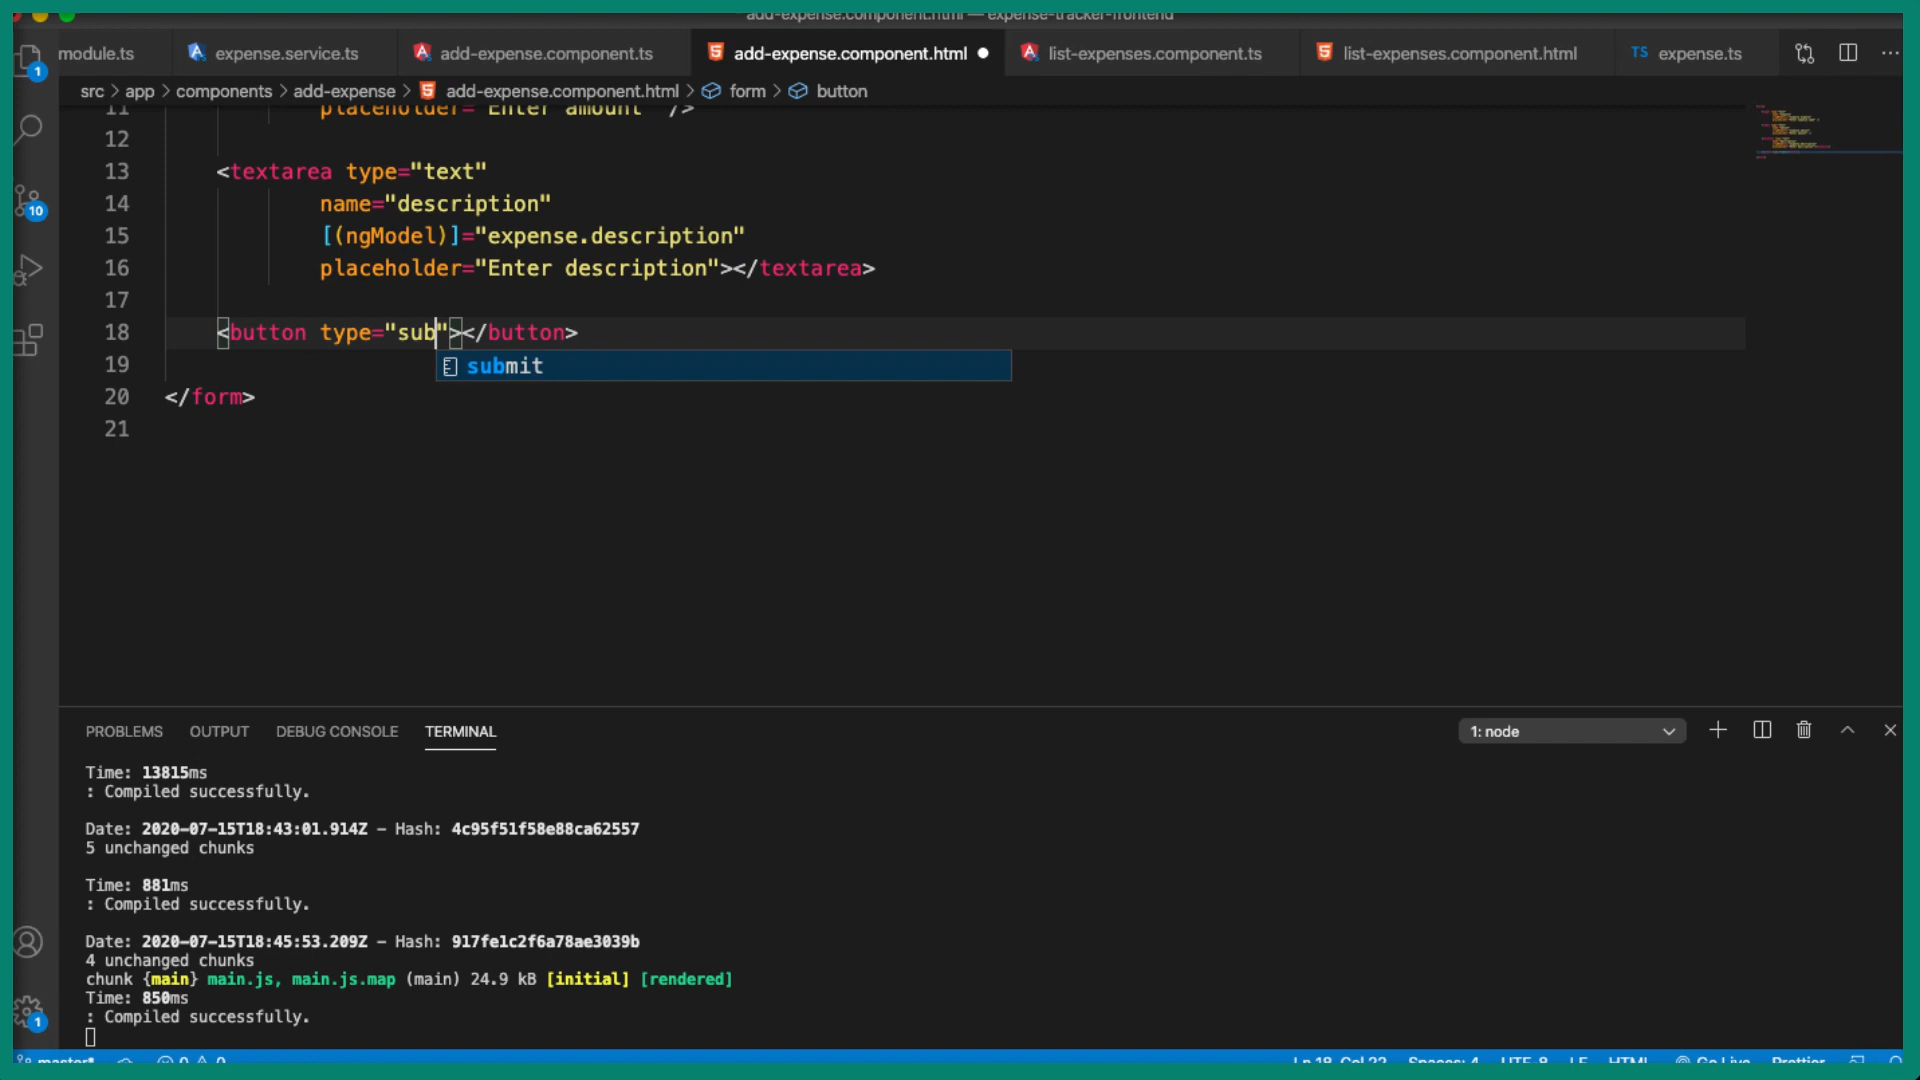 add-expense.component.html — expense-tracker-frontend
module.ts expense.service.ts add-expense.component.ts add-expense.component.html list-expenses.component.ts list-expenses.component.html TS expense.ts
1
src > app > components > add-expense > add-expense.component.html > form > button
11 placeholder="Enter amount" />
12
13 <textarea type="text"
14 name="description"
10
15 [(ngModel)]="expense.description"
16 placeholder="Enter description"></textarea>
17
18 <button type="sub"></button>
19 submit
20 </form>
21
PROBLEMS OUTPUT DEBUG CONSOLE TERMINAL 1: node
Time: 13815ms
: Compiled successfully.
Date: 2020-07-15T18:43:01.914Z - Hash: 4c95f51f58e88ca62557
5 unchanged chunks
Time: 881ms
: Compiled successfully.
Date: 2020-07-15T18:45:53.209Z - Hash: 917fe1c2f6a78ae3039b
4 unchanged chunks
chunk {main} main.js, main.js.map (main) 24.9 kB [initial] [rendered]
Time: 850ms
: Compiled successfully.
1
master* 0 0 Ln 18, Col 22 Spaces: 4 UTF-8 LF HTML Go Live Prettier